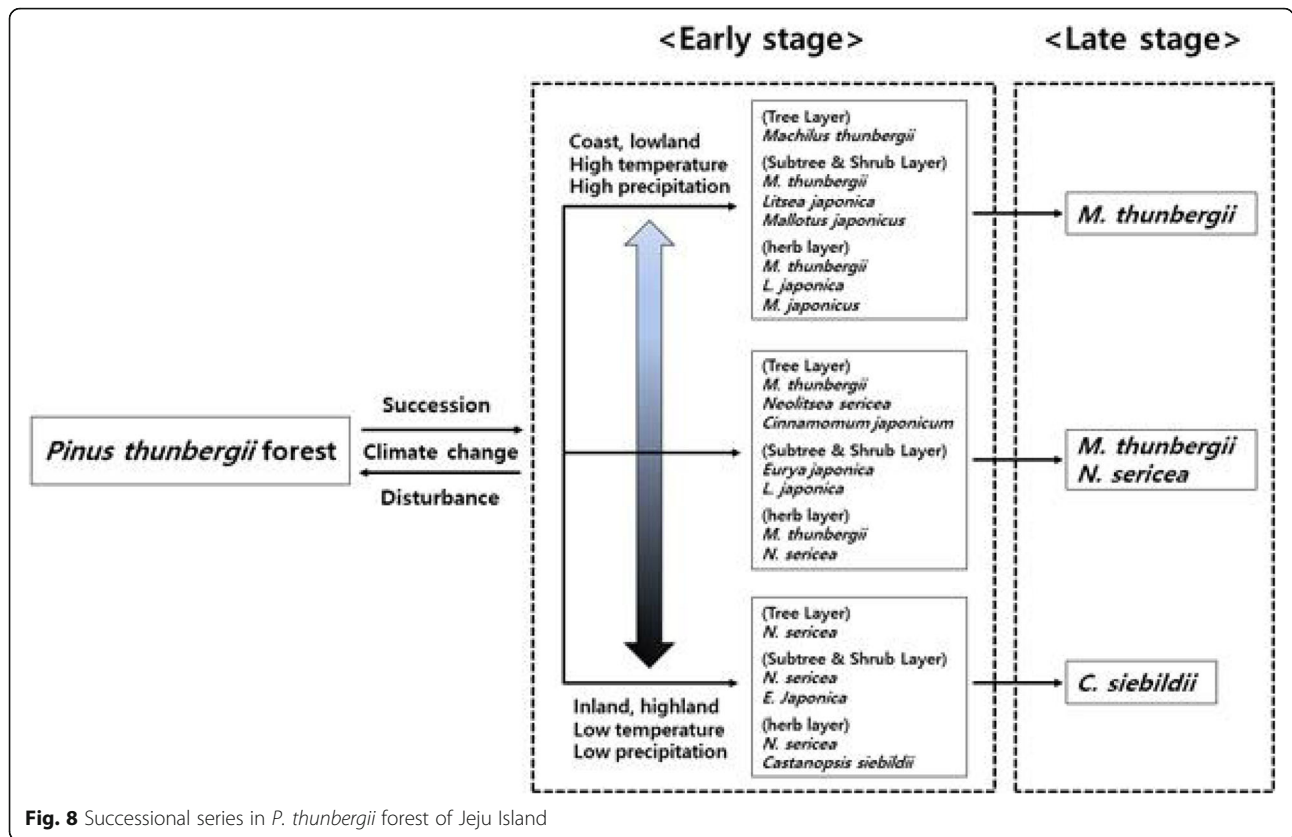 <Early stage>
<Late stage>
Coast, lowland
High temperature
High precipitation
(Tree Layer)
Machilus thunbergii
(Subtree & Shrub Layer)
M. thunbergii
Litsea japonica
Mallotus japonicus
(herb layer)
M. thunbergii
L. japonica
M. japonicus
M. thunbergii
Pinus thunbergii forest
Succession
Climate change
Disturbance
(Tree Layer)
M. thunbergii
Neolitsea sericea
Cinnamomum japonicum
(Subtree & Shrub Layer)
Eurya japonica
L. japonica
(herb layer)
M. thunbergii
N. sericea
M. thunbergii
N. sericea
Inland, highland
Low temperature
Low precipitation
(Tree Layer)
N. sericea
(Subtree & Shrub Layer)
N. sericea
E. Japonica
(herb layer)
N. sericea
Castanopsis siebildii
C. siebildii
Fig. 8 Successional series in P. thunbergii forest of Jeju Island